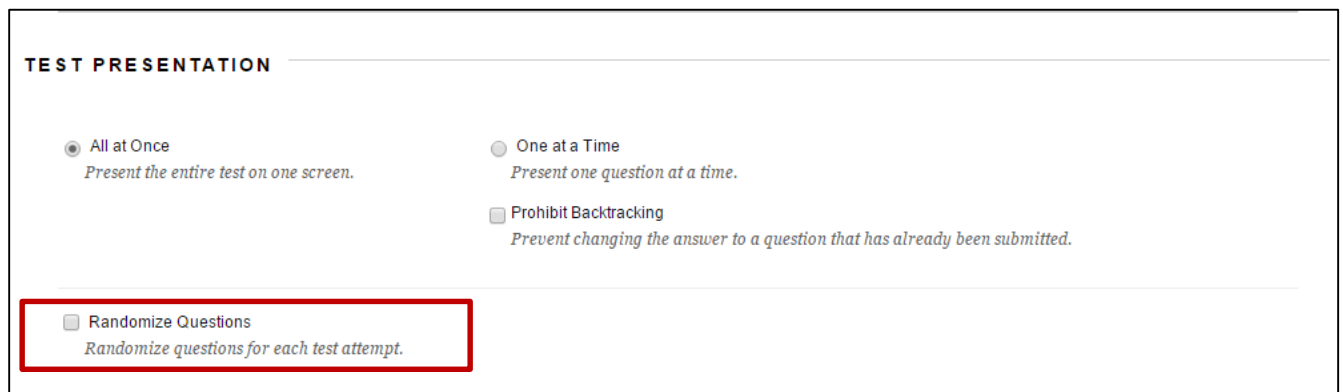 TEST PRESENTATION
All at Once
Present the entire test on one screen.
One at a Time
Present one question at a time.
Prohibit Backtracking
Prevent changing the answer to a question that has already been submitted.
Randomize Questions
Randomize questions for each test attempt.